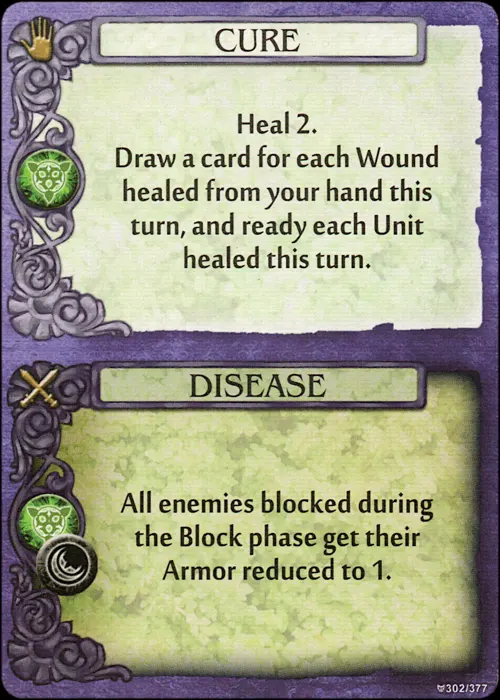 CURE
Heal 2.
Draw a card for each Wound
healed from your hand this
turn, and ready each Unit
healed this turn.
DISEASE
All enemies blocked during
the Block phase get their
Armor reduced to 1.
302/377